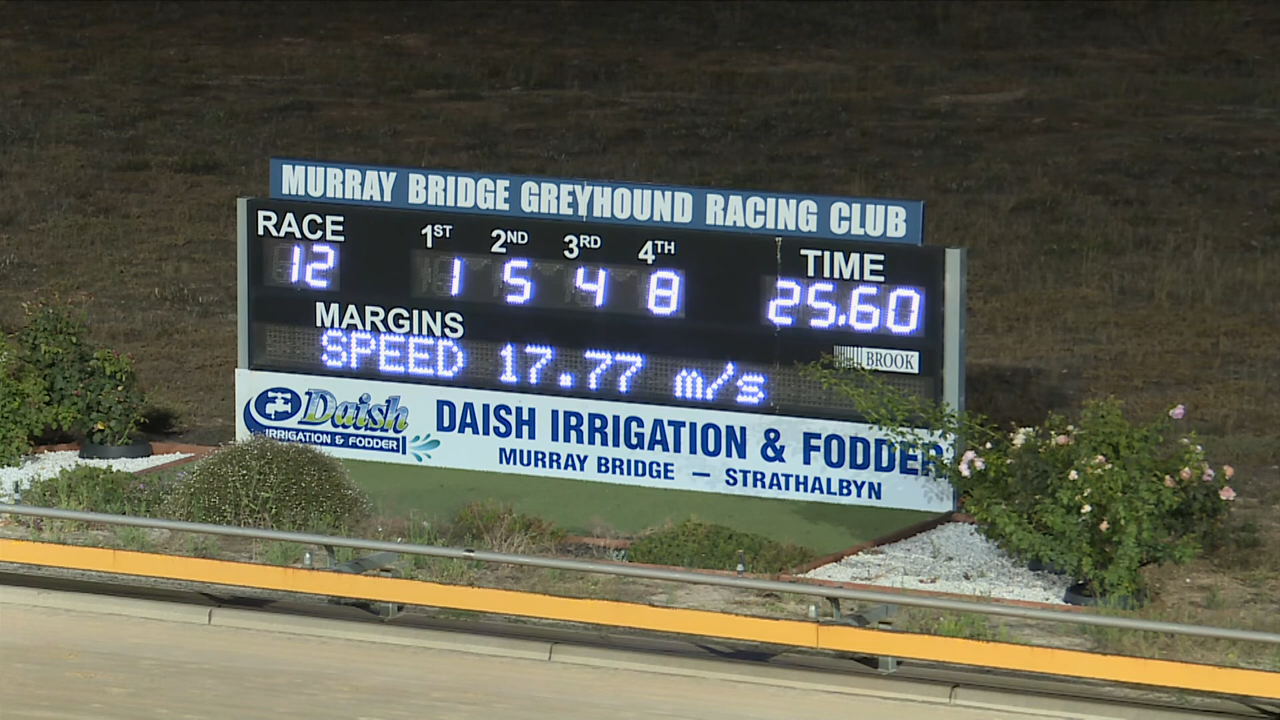 MURRAY BRIDGE GREYHOUND RACING CLUB
RACE 1ST 2ND 3RD 4TH TIME
12 1 5 4 8 25.60
MARGINS
SPEED 17.77 m/s
BROOK
Daish
IRRIGATION & FODDER
DAISH IRRIGATION & FODDER
MURRAY BRIDGE — STRATHALBYN